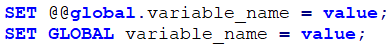 SET @@global.variable_name = value;
SET GLOBAL variable_name = value;